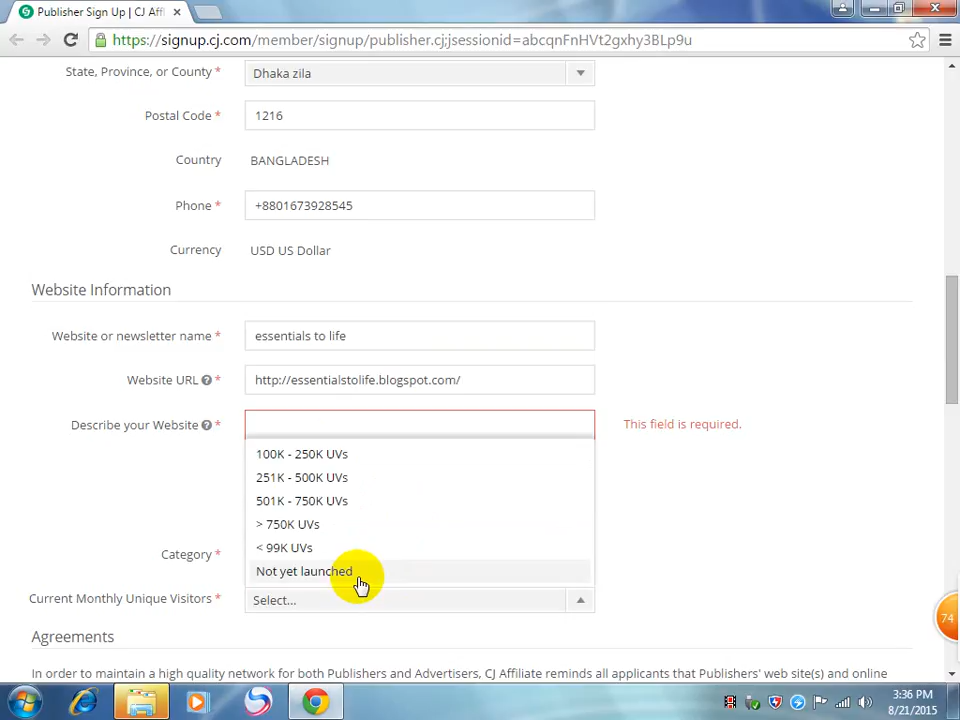 Publisher Sign Up | CJ Affi
https://signup.cj.com/member/signup/publisher.cj;jsessionid=abcqnFnHVt2gxhy3BLp9u
State, Province, or County * Dhaka zila
Postal Code * 1216
Country BANGLADESH
Phone * +8801673928545
Currency USD US Dollar
Website Information
Website or newsletter name * essentials to life
Website URL ? * http://essentialstolife.blogspot.com/
Describe your Website ? * This field is required.
100K - 250K UVs
251K - 500K UVs
501K - 750K UVs
> 750K UVs
< 99K UVs
Category *
Not yet launched
Current Monthly Unique Visitors * Select...
74
Agreements
In order to maintain a high quality network for both Publishers and Advertisers, CJ Affiliate reminds all applicants that Publishers' web site(s) and online
3:36 PM
8/21/2015